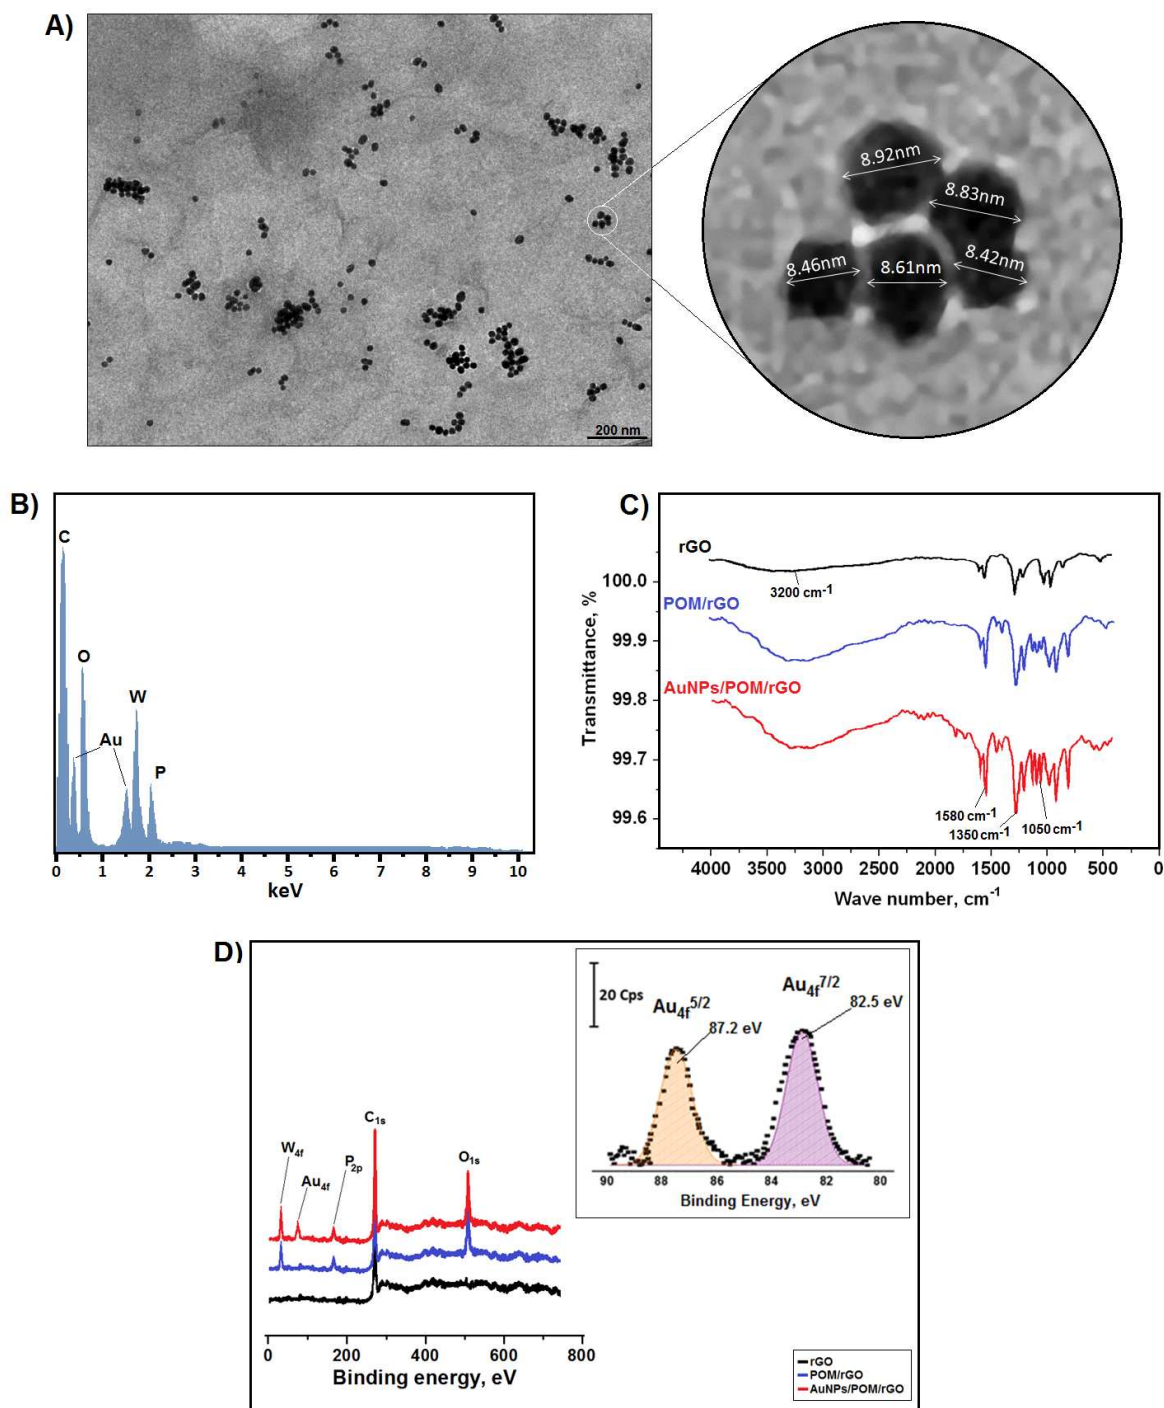 A)
8.92nm
8.83nm
8.46nm
8.61nm
8.42nm
200 nm
B)
C
O
W
Au
P
0 1 2 3 4 5 6 7 8 9 10
keV
C)
rGO
3200 cm-1
POM/rGO
AuNPs/POM/rGO
100.0
99.9
99.8
99.7
99.6
Transmittance, %
1580 cm-1
1350 cm-1
1050 cm-1
4000 3500 3000 2500 2000 1500 1000 500 0
Wave number, cm-1
D)
20 Cps
Au4f5/2
87.2 eV
Au4f7/2
82.5 eV
90 88 86 84 82 80
Binding Energy, eV
W4f
Au4f
P2p
C1s
O1s
0 200 400 600 800
Binding energy, eV
rGO
POM/rGO
AuNPs/POM/rGO